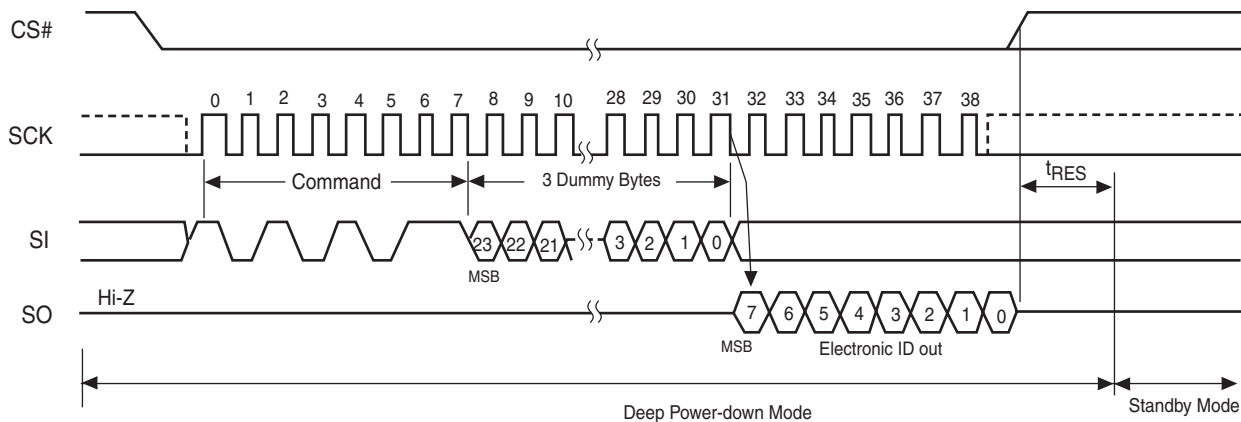 CS#
0 1 2 3 4 5 6 7 8 9 10 28 29 30 31 32 33 34 35 36 37 38
SCK
Command
3 Dummy Bytes
tRES
SI
23 22 21 3 2 1 0
MSB
Hi-Z
SO
7 6 5 4 3 2 1 0
MSB
Electronic ID out
Deep Power-down Mode
Standby Mode